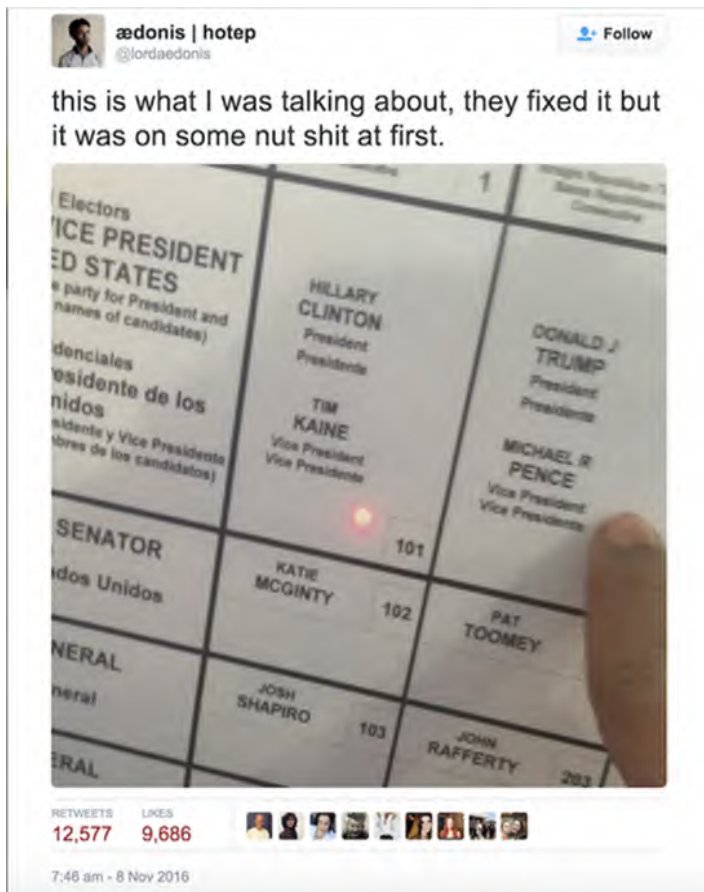 ædonis | hotep
@lordaedonis
Follow
this is what I was talking about, they fixed it but
it was on some nut shit at first.
1
Electors
ICE PRESIDENT
ED STATES
e party for President and
names of candidates)
denciales
esidente de los
nidos
sidente y Vice Presidente
bres de los candidatos)
HILLARY
CLINTON
President
Presidente
TIM
KAINE
Vice President
Vice Presidente
101
DONALD J
TRUMP
President
Presidente
MICHAEL R
PENCE
Vice President
Vice Presidente
SENATOR
dos Unidos
KATIE
MCGINTY
102
PAT
TOOMEY
NERAL
neral
JOSH
SHAPIRO
103
JOHN
RAFFERTY
203
ERAL
RETWEETS
12,577
LIKES
9,686
7:46 am - 8 Nov 2016